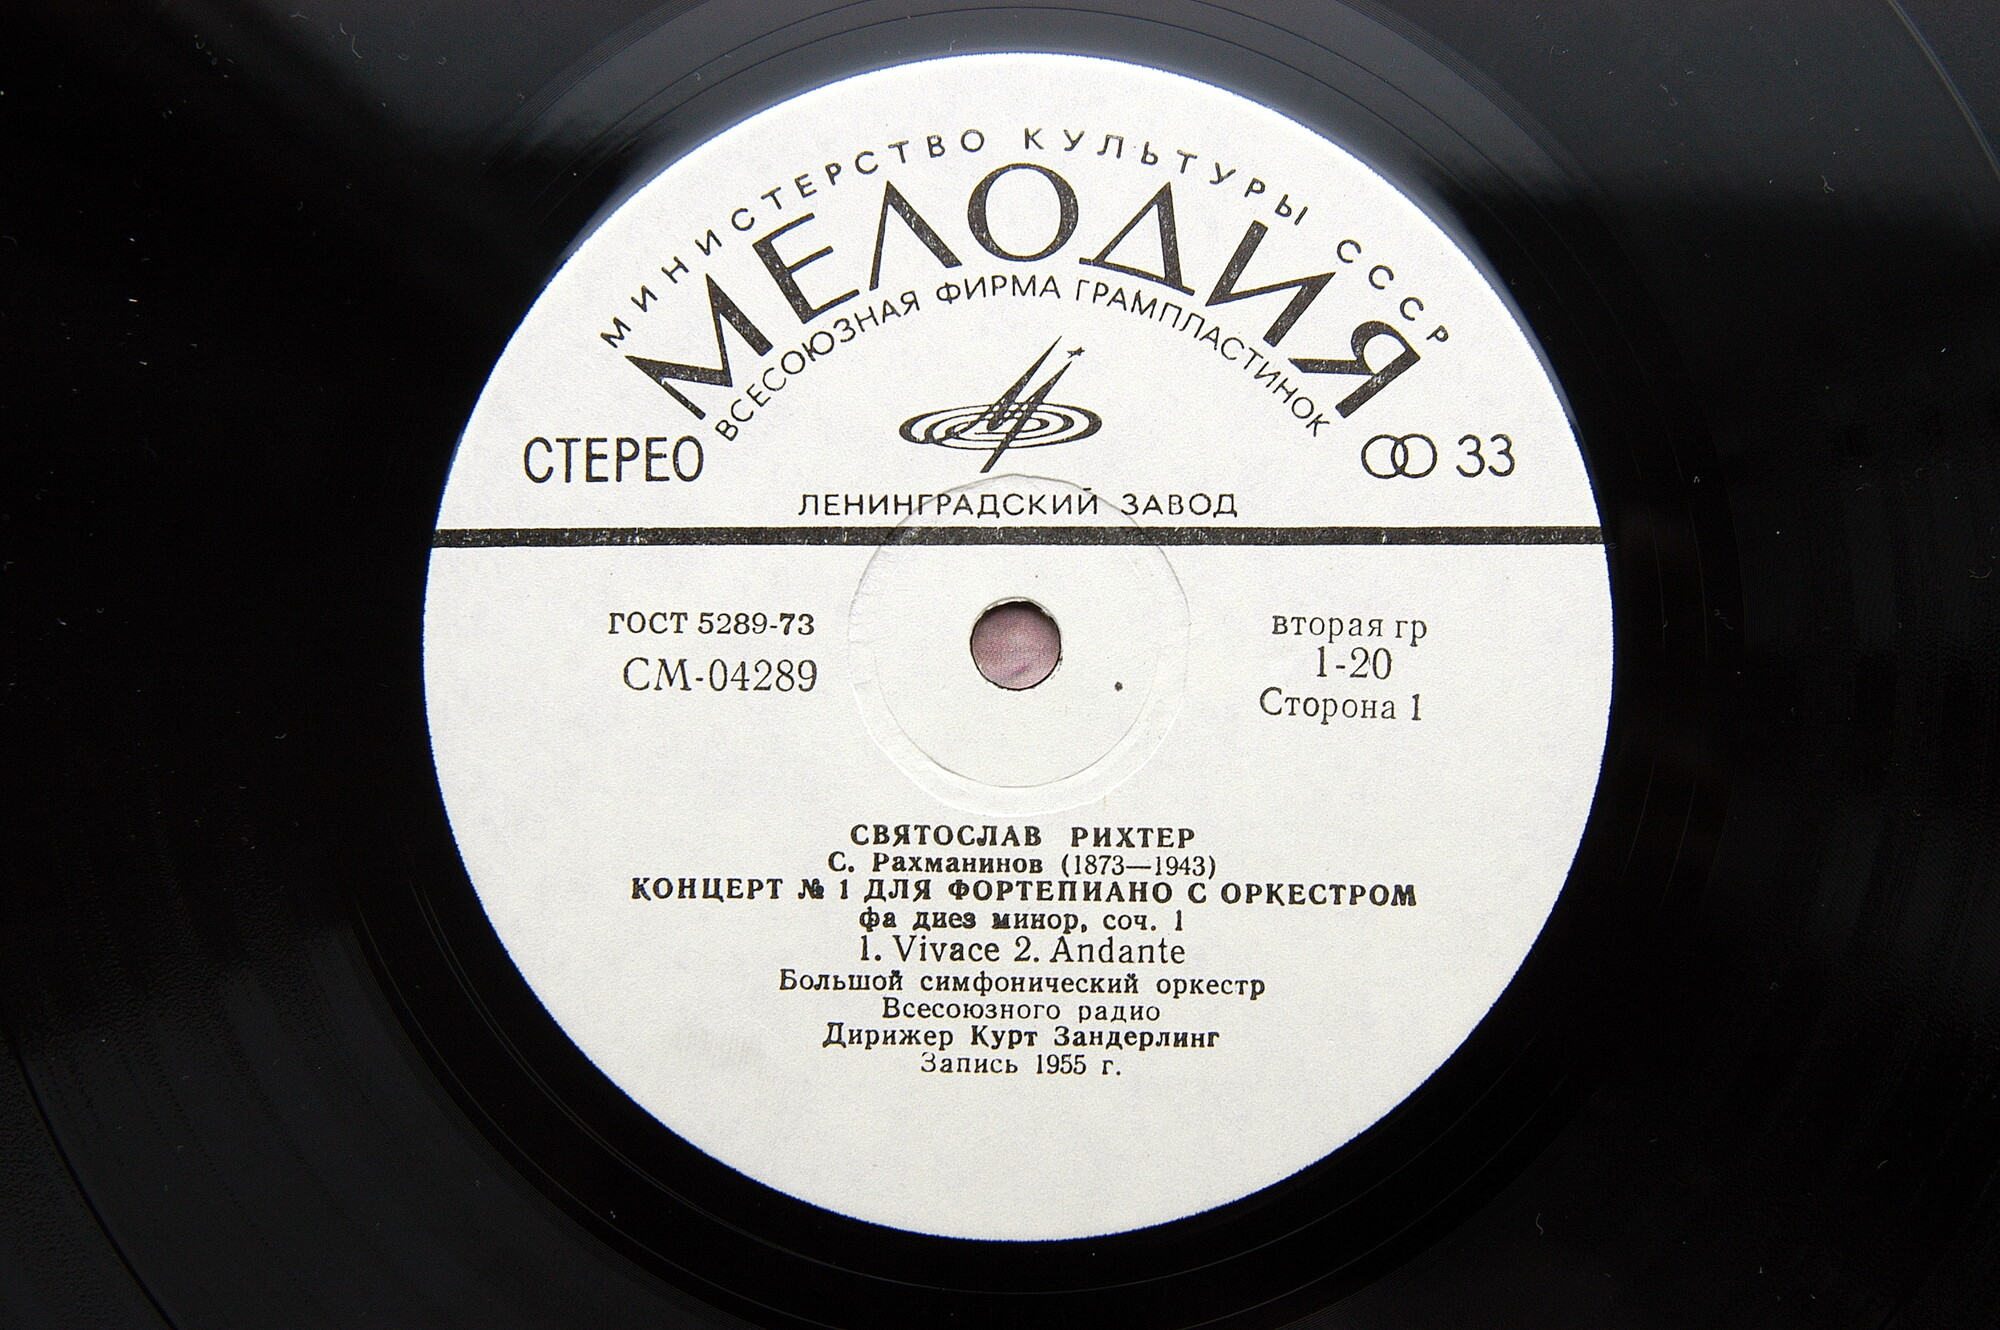 МИНИСТЕРСТВО КУЛЬТУРЫ СССР
МЕЛОДИЯ
ВСЕСОЮЗНАЯ ФИРМА ГРАМПЛАСТИНОК
СТЕРЕО
33
ЛЕНИНГРАДСКИЙ ЗАВОД
ГОСТ 5289-73
СМ-04289
вторая гр
1-20
Сторона 1
СВЯТОСЛАВ РИХТЕР
С. Рахманинов (1873—1943)
КОНЦЕРТ № 1 ДЛЯ ФОРТЕПИАНО С ОРКЕСТРОМ
фа диез минор, соч. 1
1. Vivace 2. Andante
Большой симфонический оркестр
Всесоюзного радио
Дирижер Курт Зандерлинг
Запись 1955 г.